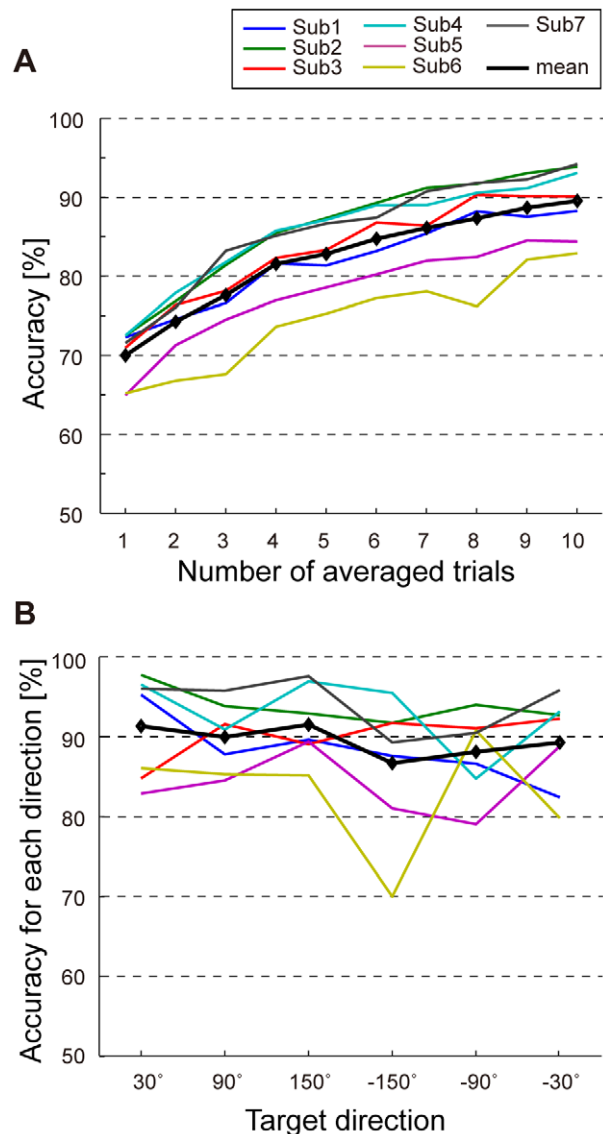 Sub1 Sub4 Sub7
Sub2 Sub5
Sub3 Sub6 mean
A
Accuracy [%]
100
90
80
70
60
50
1 2 3 4 5 6 7 8 9 10
Number of averaged trials
B
Accuracy for each direction [%]
100
90
80
70
60
50
30° 90° 150° -150° -90° -30°
Target direction